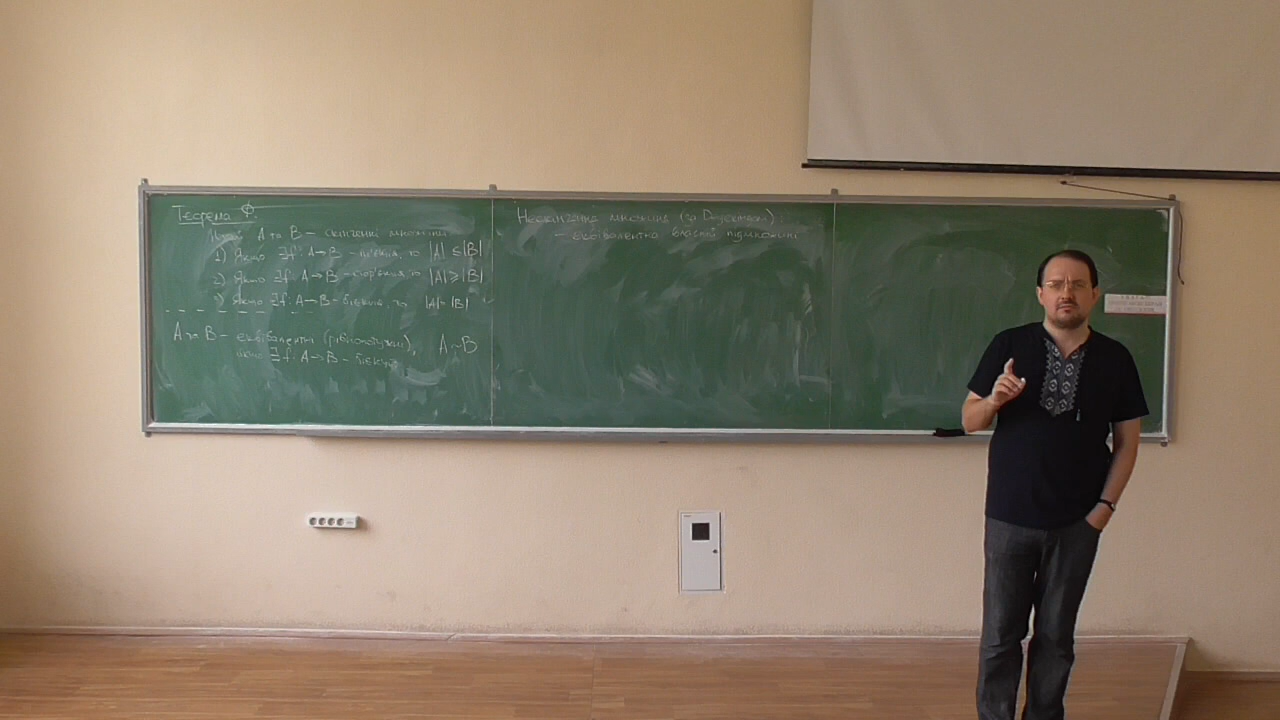 Теорема Ф.
Нехай A та B – скінченні множини
1) Якщо ∃f: A→B – ін'єкція, то |A| ≤ |B|
2) Якщо ∃f: A→B – сюр'єкція, то |A| ≥ |B|
3) Якщо ∃f: A→B – бієкція, то |A| = |B|
A та B – еквівалентні (рівнопотужні), A ~ B
якщо ∃f: A→B – бієкція
Нескінченна множина (за Дедекіндом)
– еквівалентна власній підмножині